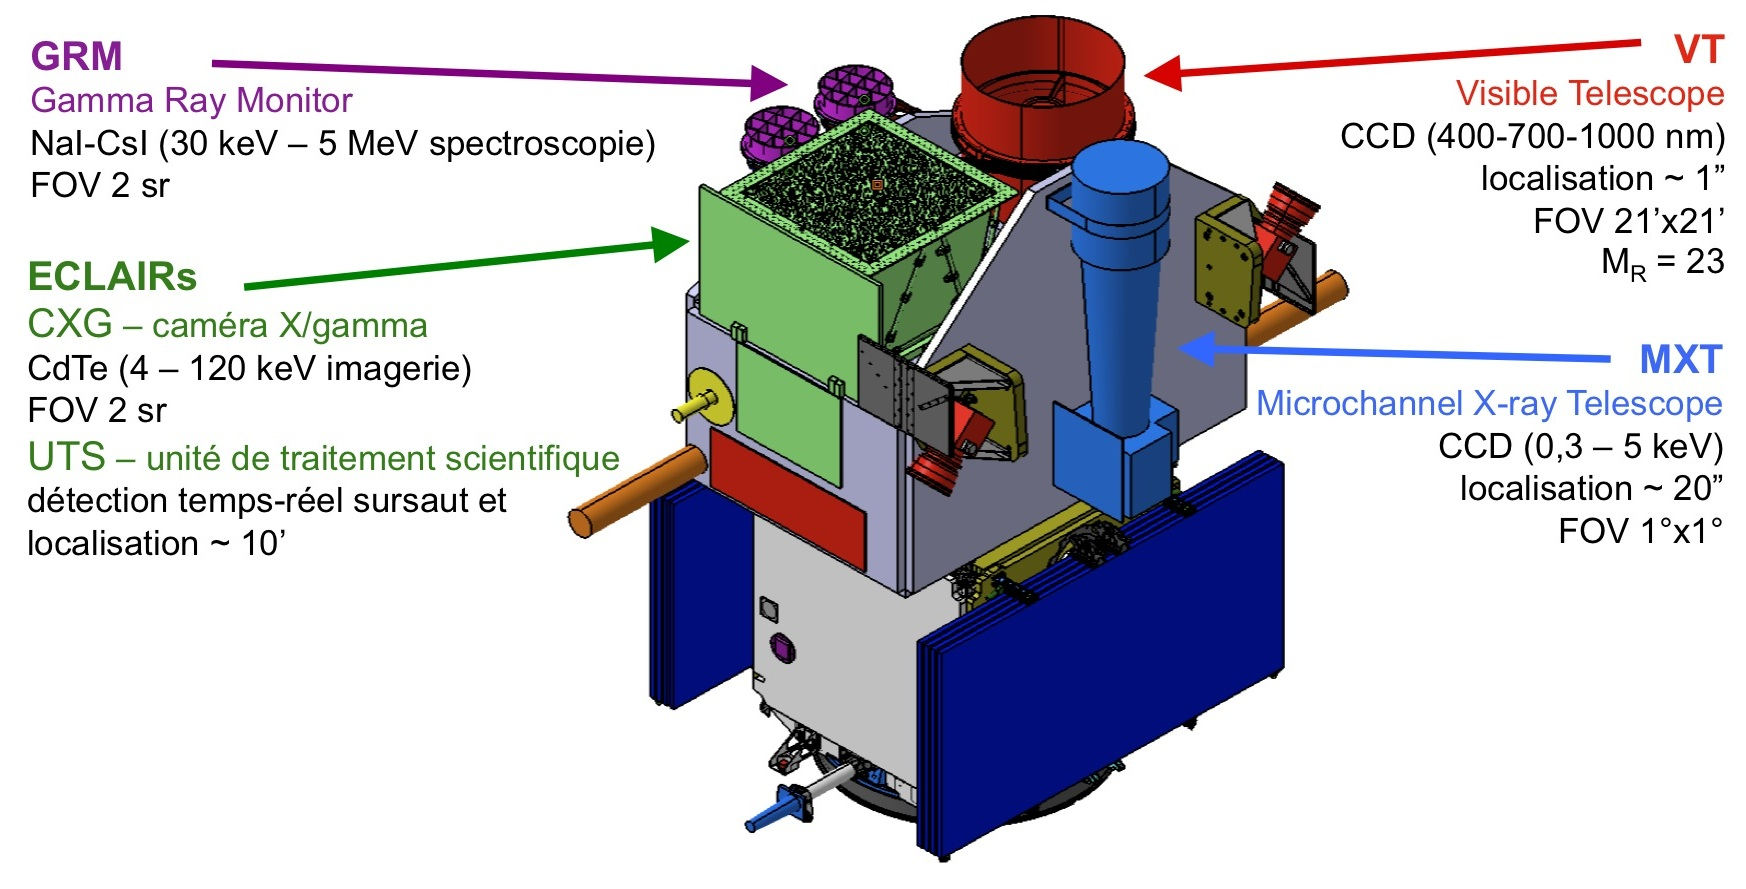 GRM
Gamma Ray Monitor
NaI-CsI (30 keV – 5 MeV spectroscopie)
FOV 2 sr
ECLAIRs
CXG – caméra X/gamma
CdTe (4 – 120 keV imagerie)
FOV 2 sr
UTS – unité de traitement scientifique
détection temps-réel sursaut et
localisation ~ 10’
VT
Visible Telescope
CCD (400-700-1000 nm)
localisation ~ 1”
FOV 21’x21’
M_R = 23
MXT
Microchannel X-ray Telescope
CCD (0,3 – 5 keV)
localisation ~ 20”
FOV 1°x1°